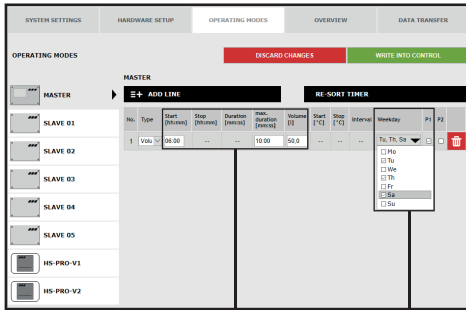 SYSTEM SETTINGS HARDWARE SETUP OPERATING MODES OVERVIEW DATA TRANSFER
OPERATING MODES DISCARD CHANGES WRITE INTO CONTROL
MASTER
ADD LINE RE-SORT TIMER
MASTER
No. Type Start [hh:mm] Stop [hh:mm] Duration [mm:ss] max. duration [mm:ss] Volume [l] Start [°C] Stop [°C] Interval Weekday P1 P2
1 Volu 06:00 -- -- 10:00 50,0 -- -- -- Tu, Th, Sa
Mo
Tu
We
Th
Fr
Sa
Su
SLAVE 01
SLAVE 02
SLAVE 03
SLAVE 04
SLAVE 05
HS-PRO-V1
HS-PRO-V2